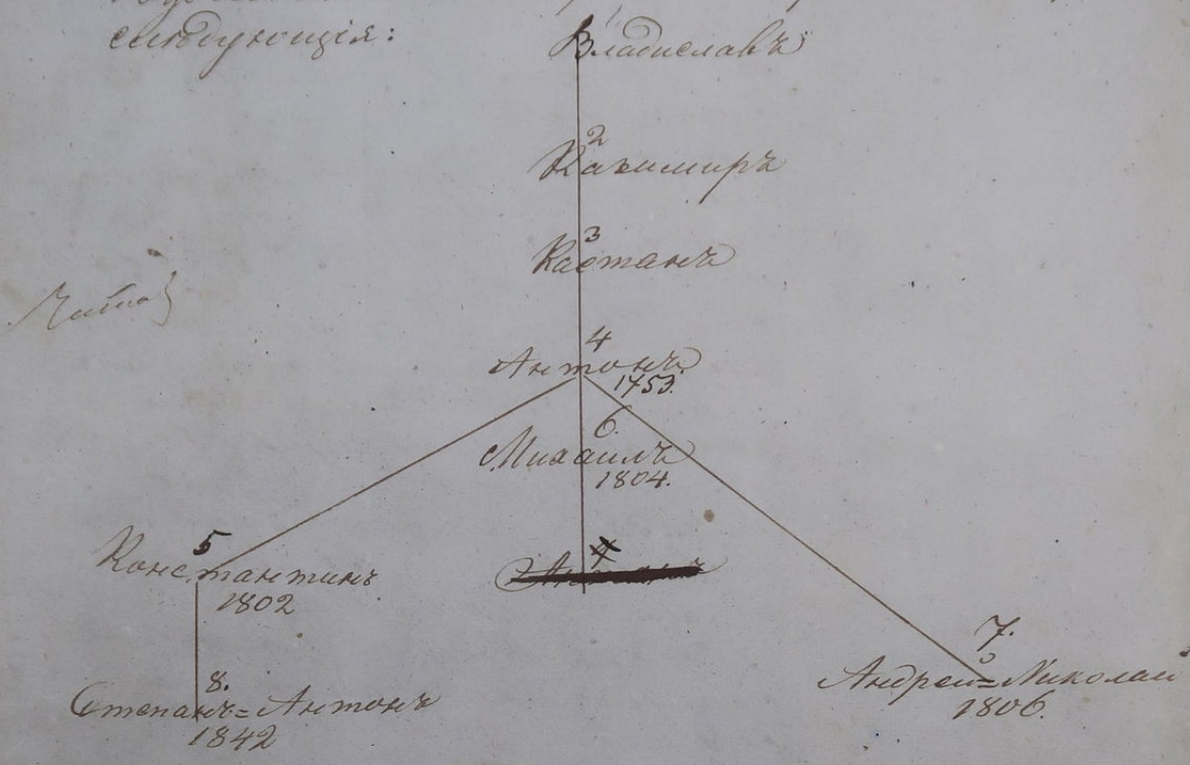 слѣдующія:
1
Владиславъ
2
Казимиръ
3
Каетанъ
4
Антонъ
1753.
6.
Михаилъ
1804.
5
Константинъ
1802
7.
Андрей=Николай
1806.
8.
Степанъ=Антонъ
1842